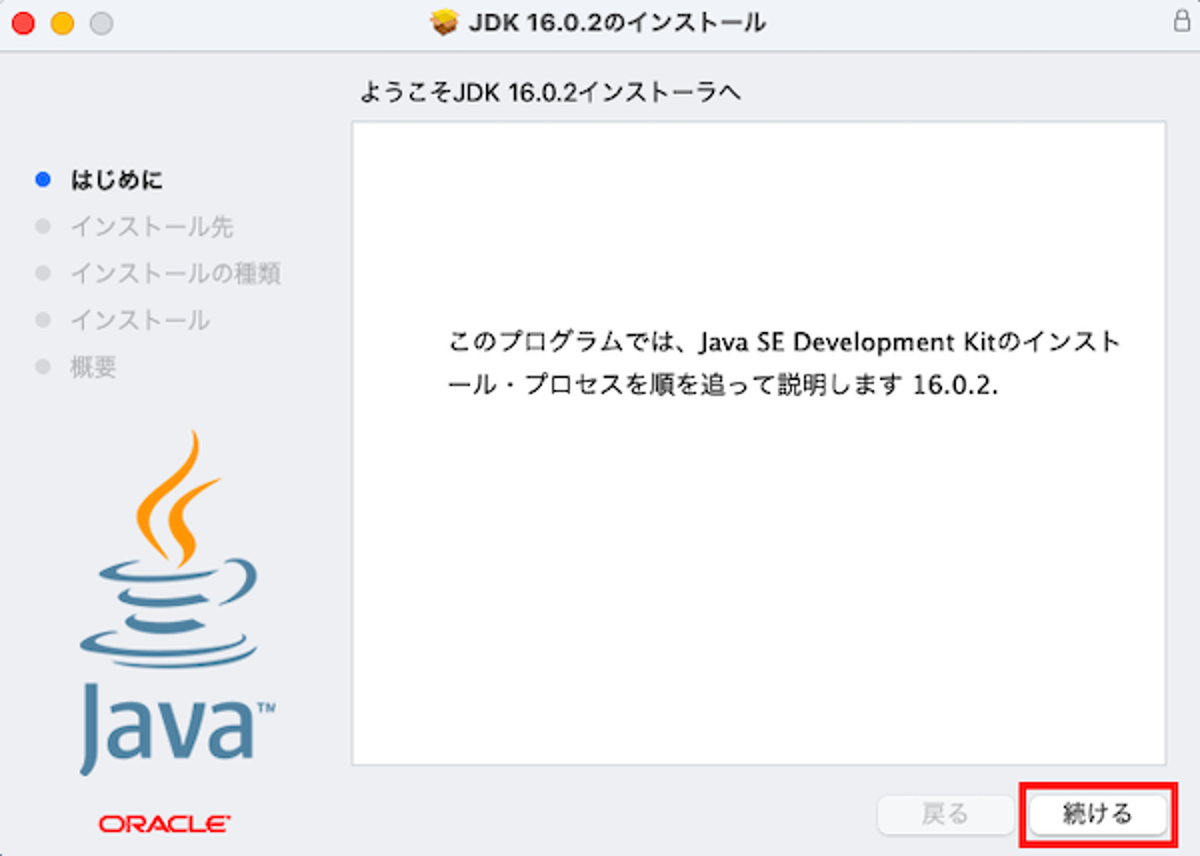 JDK 16.0.2のインストール
ようこそJDK 16.0.2インストーラへ
はじめに
インストール先
インストールの種類
インストール
概要
このプログラムでは、Java SE Development Kitのインスト
ール・プロセスを順を追って説明します 16.0.2.
Java™
ORACLE
戻る
続ける